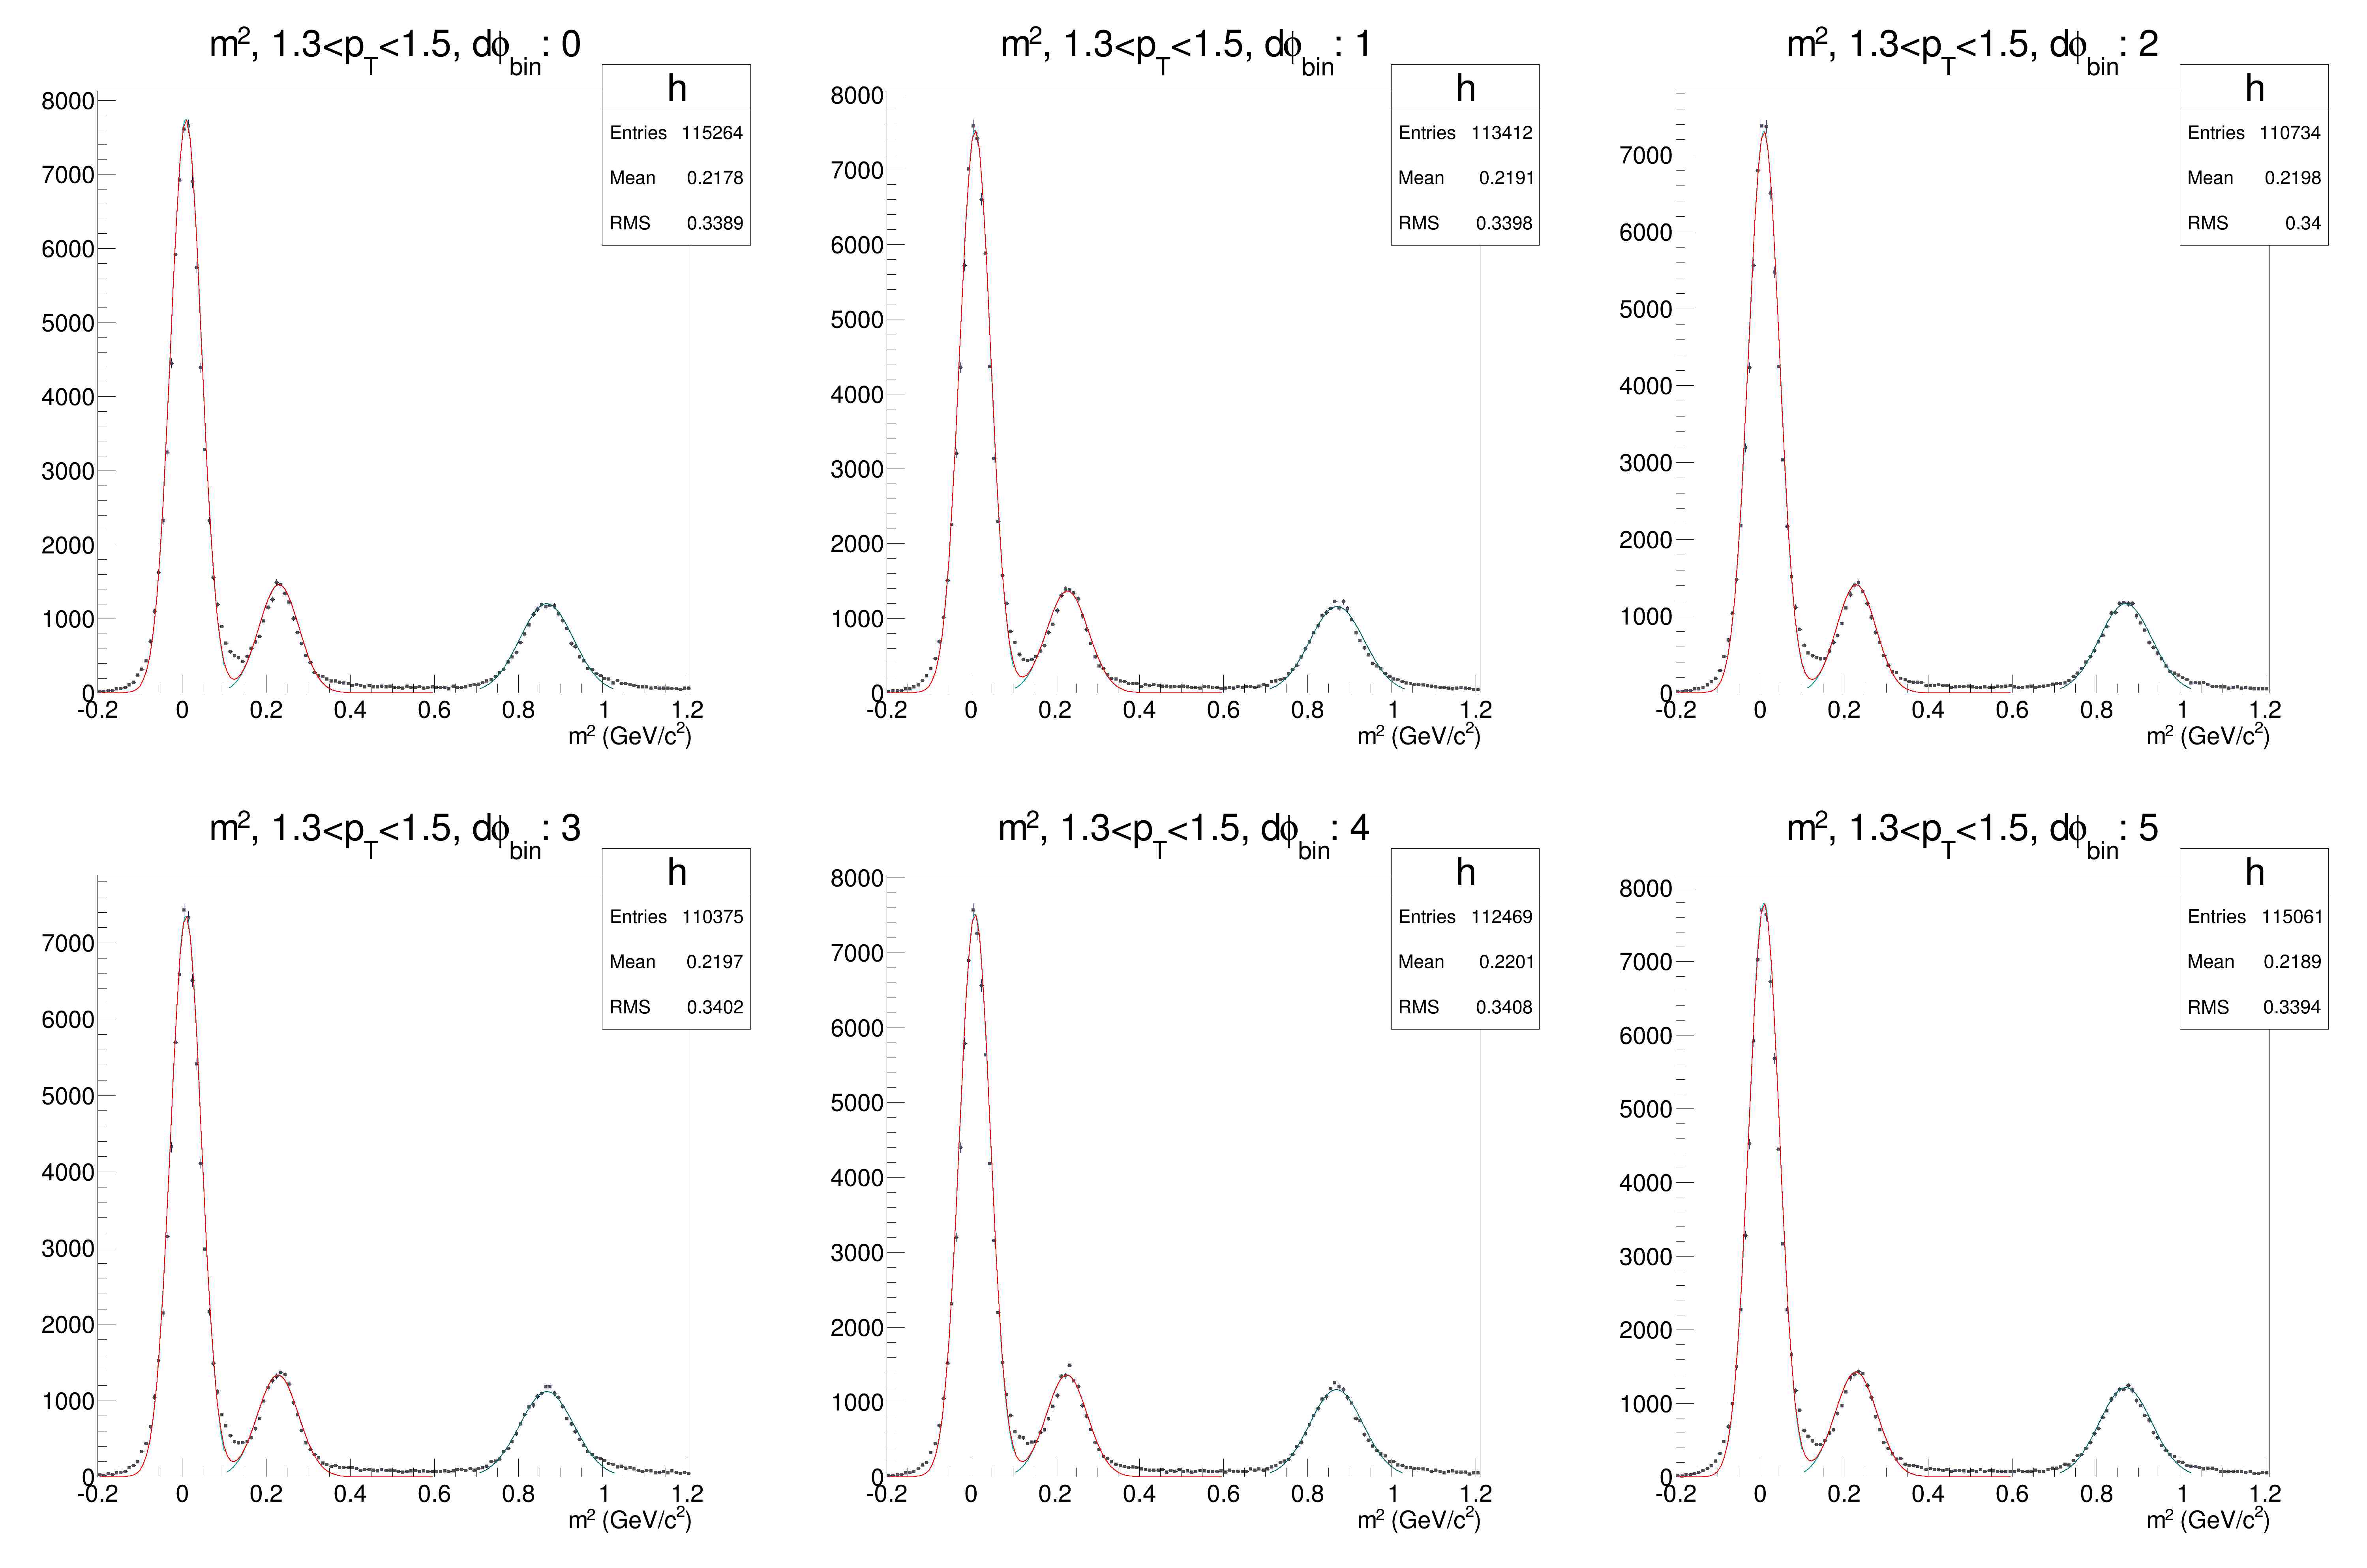 m², 1.3<p_T<1.5, dϕ_bin: 0
h
Entries 115264
Mean 0.2178
RMS 0.3389
8000
7000
6000
5000
4000
3000
2000
1000
0
-0.2 0 0.2 0.4 0.6 0.8 1 1.2
m² (GeV/c²)
m², 1.3<p_T<1.5, dϕ_bin: 1
h
Entries 113412
Mean 0.2191
RMS 0.3398
8000
7000
6000
5000
4000
3000
2000
1000
0
-0.2 0 0.2 0.4 0.6 0.8 1 1.2
m² (GeV/c²)
m², 1.3<p_T<1.5, dϕ_bin: 2
h
Entries 110734
Mean 0.2198
RMS 0.34
7000
6000
5000
4000
3000
2000
1000
0
-0.2 0 0.2 0.4 0.6 0.8 1 1.2
m² (GeV/c²)
m², 1.3<p_T<1.5, dϕ_bin: 3
h
Entries 110375
Mean 0.2197
RMS 0.3402
7000
6000
5000
4000
3000
2000
1000
0
-0.2 0 0.2 0.4 0.6 0.8 1 1.2
m² (GeV/c²)
m², 1.3<p_T<1.5, dϕ_bin: 4
h
Entries 112469
Mean 0.2201
RMS 0.3408
8000
7000
6000
5000
4000
3000
2000
1000
0
-0.2 0 0.2 0.4 0.6 0.8 1 1.2
m² (GeV/c²)
m², 1.3<p_T<1.5, dϕ_bin: 5
h
Entries 115061
Mean 0.2189
RMS 0.3394
8000
7000
6000
5000
4000
3000
2000
1000
0
-0.2 0 0.2 0.4 0.6 0.8 1 1.2
m² (GeV/c²)